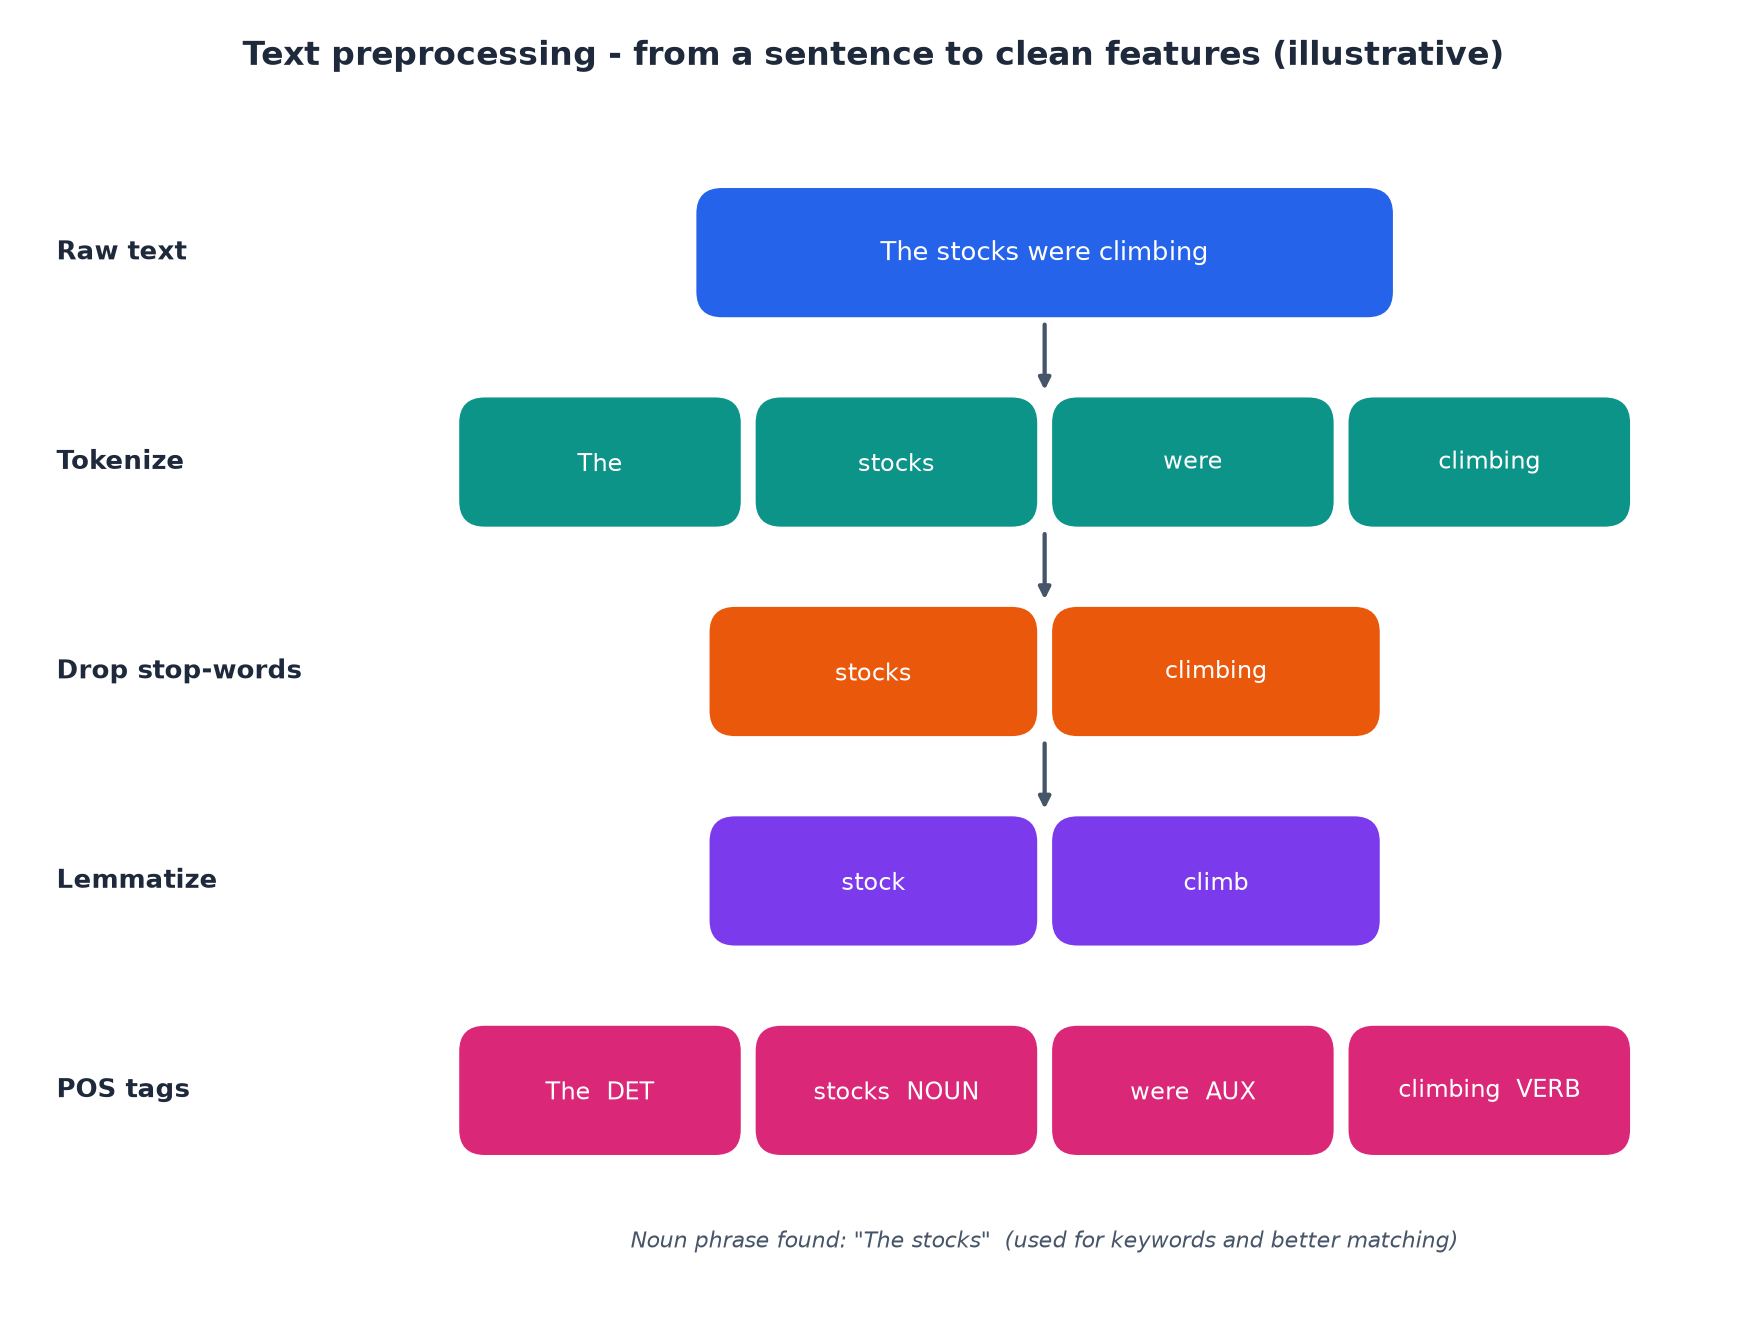 Text preprocessing - from a sentence to clean features (illustrative)
Raw text
The stocks were climbing
Tokenize
The
stocks
were
climbing
Drop stop-words
stocks
climbing
Lemmatize
stock
climb
POS tags
The DET
stocks NOUN
were AUX
climbing VERB
Noun phrase found: "The stocks" (used for keywords and better matching)